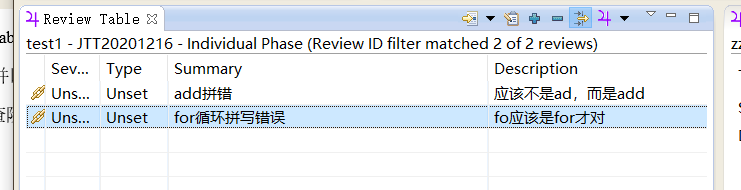 Review Table
test1 - JTT20201216 - Individual Phase (Review ID filter matched 2 of 2 reviews)
Sev... Type Summary Description
Uns... Unset add拼错 应该不是ad，而是add
Uns... Unset for循环拼写错误 fo应该是for才对